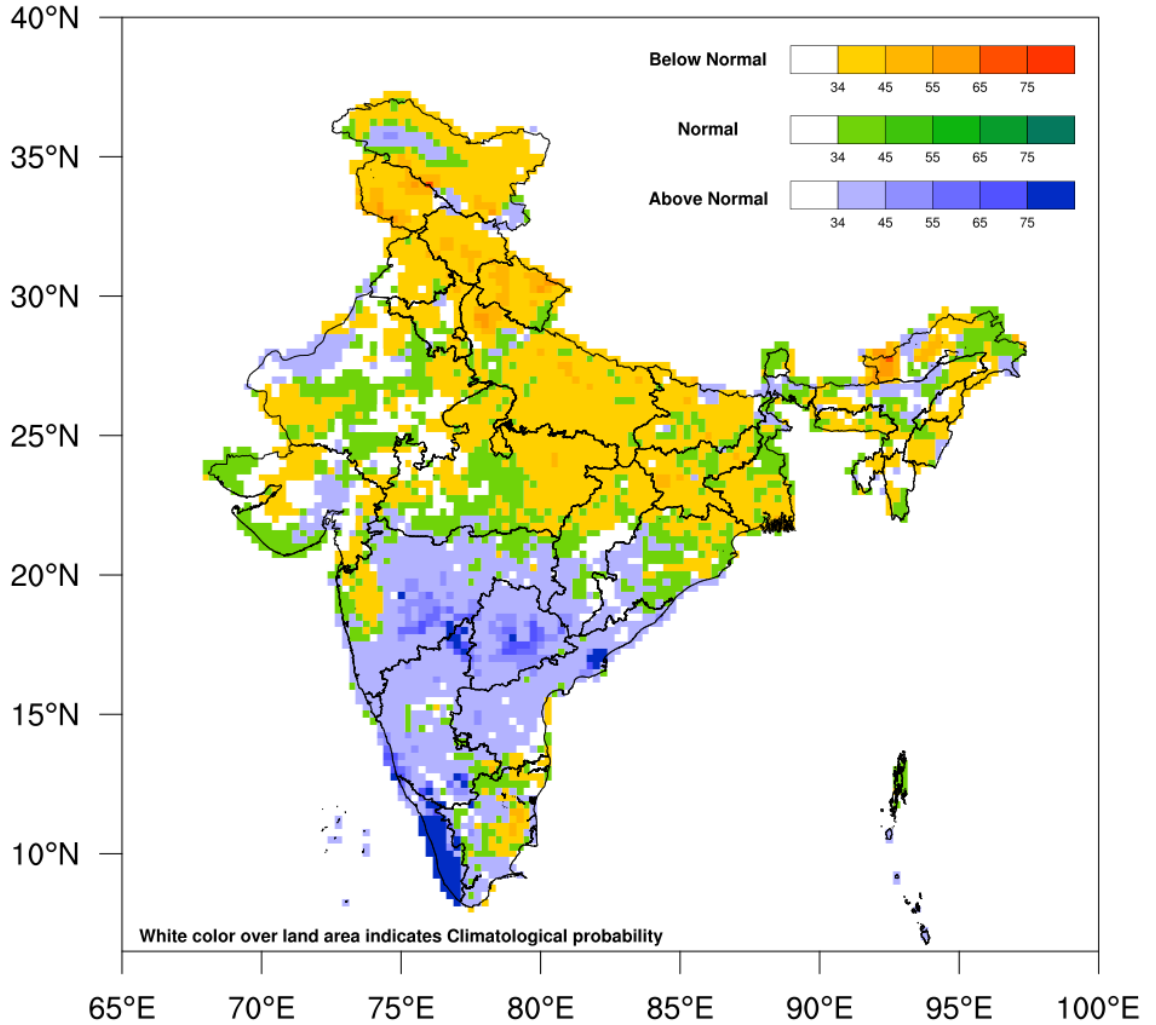 40°N
35°N
30°N
25°N
20°N
15°N
10°N
Below Normal
34 45 55 65 75
Normal
34 45 55 65 75
Above Normal
34 45 55 65 75
White color over land area indicates Climatological probability
65°E 70°E 75°E 80°E 85°E 90°E 95°E 100°E